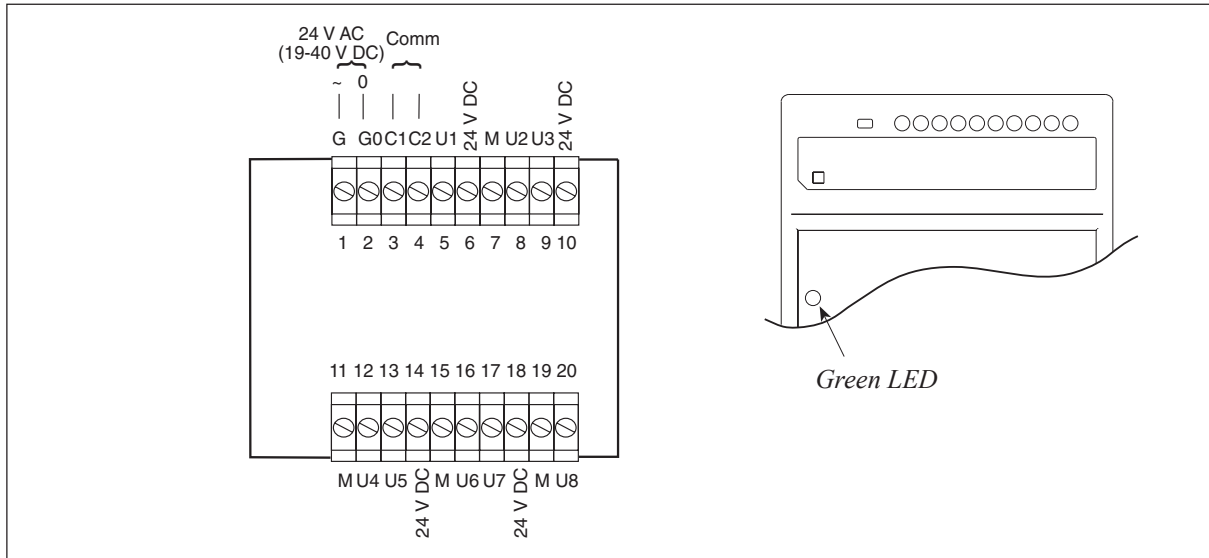 24 V AC
(19-40 V DC)
Comm
~ 0
G G0 C1 C2 U1 24 V DC M U2 U3 24 V DC
1 2 3 4 5 6 7 8 9 10
11 12 13 14 15 16 17 18 19 20
M U4 U5 24 V DC M U6 U7 24 V DC M U8
Green LED